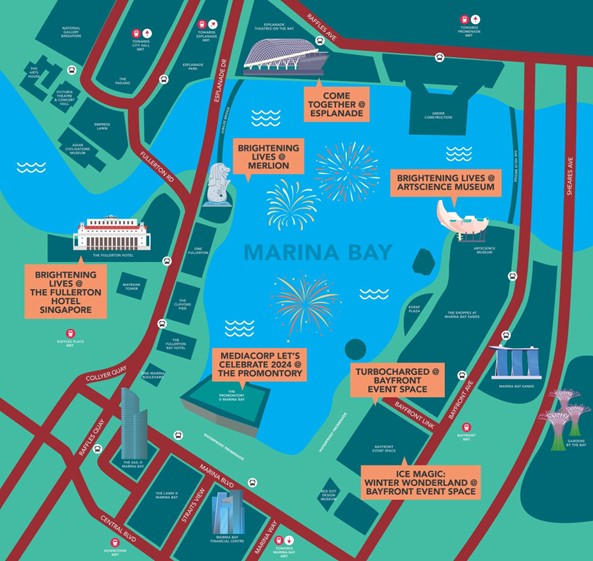 NATIONAL
GALLERY
SINGAPORE
TOWARDS
CITY HALL
MRT
TOWARDS
ESPLANADE
MRT
ESPLANADE
THEATRES ON THE BAY
RAFFLES AVE
TOWARDS
PROMENADE
MRT
THE
ARTS
HOUSE
VICTORIA
THEATRE
& CONCERT
HALL
THE
PADANG
ESPLANADE
PARK
ESPLANADE DR
COME
TOGETHER @
ESPLANADE
UNDER
CONSTRUCTION
EMPRESS
LAWN
ASIAN
CIVILISATIONS
MUSEUM
FULLERTON RD
BRIGHTENING
LIVES @
MERLION
BRIGHTENING LIVES @
ARTSCIENCE MUSEUM
SHEARES AVE
THE FULLERTON HOTEL
ONE
FULLERTON
MARINA BAY
ARTSCIENCE
MUSEUM
BRIGHTENING
LIVES @
THE FULLERTON
HOTEL
SINGAPORE
MARITIME
TOWER
THE
CLIFFORD
PIER
EVENT
PLAZA
THE SHOPPES AT
MARINA BAY SANDS
RAFFLES PLACE
MRT
THE
FULLERTON
BAY HOTEL
MEDIACORP LET'S
CELEBRATE 2024 @
THE PROMONTORY
TURBOCHARGED @
BAYFRONT
EVENT SPACE
MARINA BAY SANDS
COLLYER QUAY
ONE MARINA
BOULEVARD
THE
PROMONTORY
@ MARINA BAY
BAYFRONT LINK
BAYFRONT AVE
BAYFRONT
MRT
GARDENS
BY THE BAY
RAFFLES QUAY
WATERFRONT PROMENADE
WATERFRONT PROMENADE
BAYFRONT
EVENT SPACE
THE SAIL @
MARINA BAY
MARINA BLVD
ICE MAGIC:
WINTER WONDERLAND @
BAYFRONT EVENT SPACE
THE LAWN @
MARINA BAY
STRAITS VIEW
RED DOT
DESIGN
MUSEUM
CENTRAL BLVD
MARINA BAY
FINANCIAL CENTRE
MARINA WAY
DOWNTOWN
MRT
TOWARDS
MARINA BAY
MRT